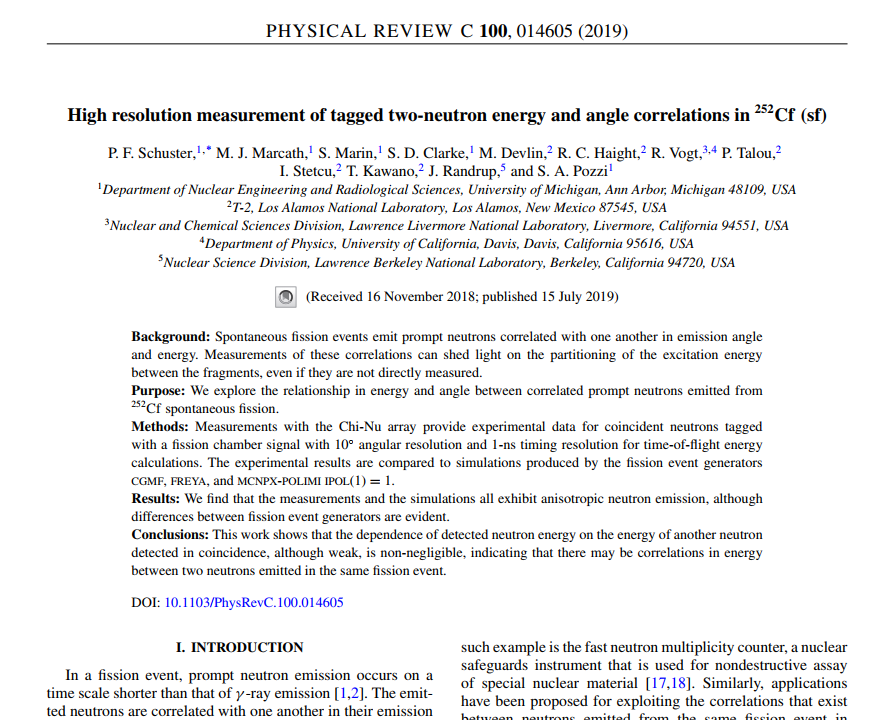 PHYSICAL REVIEW C 100, 014605 (2019)
High resolution measurement of tagged two-neutron energy and angle correlations in ²⁵²Cf (sf)
P. F. Schuster,¹,* M. J. Marcath,¹ S. Marin,¹ S. D. Clarke,¹ M. Devlin,² R. C. Haight,² R. Vogt,³,⁴ P. Talou,²
I. Stetcu,² T. Kawano,² J. Randrup,⁵ and S. A. Pozzi¹
¹Department of Nuclear Engineering and Radiological Sciences, University of Michigan, Ann Arbor, Michigan 48109, USA
²T-2, Los Alamos National Laboratory, Los Alamos, New Mexico 87545, USA
³Nuclear and Chemical Sciences Division, Lawrence Livermore National Laboratory, Livermore, California 94551, USA
⁴Department of Physics, University of California, Davis, Davis, California 95616, USA
⁵Nuclear Science Division, Lawrence Berkeley National Laboratory, Berkeley, California 94720, USA
(Received 16 November 2018; published 15 July 2019)
Background: Spontaneous fission events emit prompt neutrons correlated with one another in emission angle
and energy. Measurements of these correlations can shed light on the partitioning of the excitation energy
between the fragments, even if they are not directly measured.
Purpose: We explore the relationship in energy and angle between correlated prompt neutrons emitted from
²⁵²Cf spontaneous fission.
Methods: Measurements with the Chi-Nu array provide experimental data for coincident neutrons tagged
with a fission chamber signal with 10° angular resolution and 1-ns timing resolution for time-of-flight energy
calculations. The experimental results are compared to simulations produced by the fission event generators
CGMF, FREYA, and MCNPX-POLIMI IPOL(1) = 1.
Results: We find that the measurements and the simulations all exhibit anisotropic neutron emission, although
differences between fission event generators are evident.
Conclusions: This work shows that the dependence of detected neutron energy on the energy of another neutron
detected in coincidence, although weak, is non-negligible, indicating that there may be correlations in energy
between two neutrons emitted in the same fission event.
DOI: 10.1103/PhysRevC.100.014605
I. INTRODUCTION
In a fission event, prompt neutron emission occurs on a
time scale shorter than that of γ-ray emission [1,2]. The emit-
ted neutrons are correlated with one another in their emission
such example is the fast neutron multiplicity counter, a nuclear
safeguards instrument that is used for nondestructive assay
of special nuclear material [17,18]. Similarly, applications
have been proposed for exploiting the correlations that exist
between neutrons emitted from the same fission event in